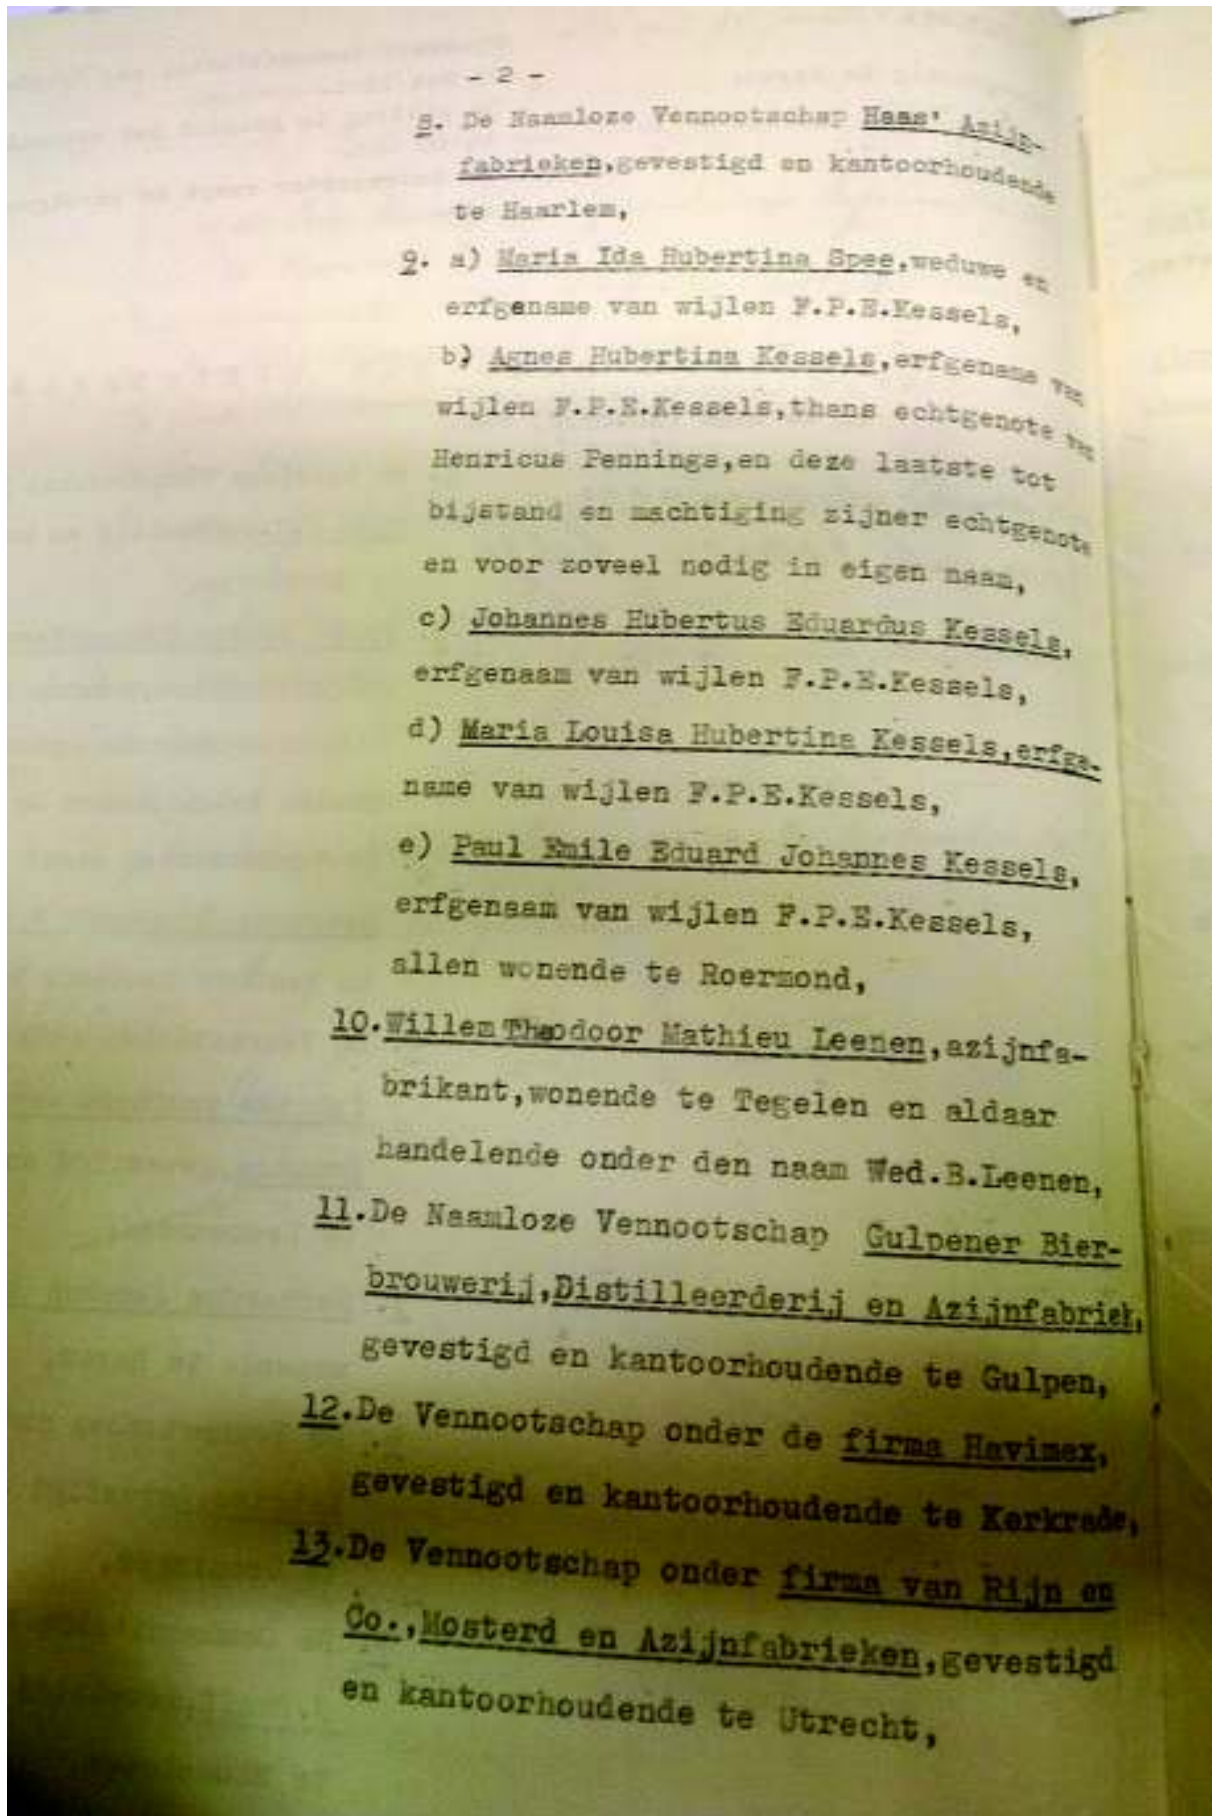 - 2 -
8. De Naamloze Vennootschap Haas' Azijn-
fabrieken,gevestigd en kantoorhoudende
te Haarlem,
9. a) Maria Ida Hubertina Spee,weduwe en
erfgename van wijlen F.P.E.Kessels,
b) Agnes Hubertina Kessels,erfgename van
wijlen F.P.E.Kessels,thans echtgenote van
Henricus Pennings,en deze laatste tot
bijstand en machtiging zijner echtgenote
en voor zoveel nodig in eigen naam,
c) Johannes Hubertus Eduardus Kessels,
erfgenaam van wijlen F.P.E.Kessels,
d) Maria Louisa Hubertina Kessels,erfge-
name van wijlen F.P.E.Kessels,
e) Paul Emile Eduard Johannes Kessels,
erfgenaam van wijlen F.P.E.Kessels,
allen wonende te Roermond,
10.Willem Theodoor Mathieu Leenen,azijnfa-
brikant,wonende te Tegelen en aldaar
handelende onder den naam Wed.B.Leenen,
11.De Naamloze Vennootschap Gulpener Bier-
brouwerij,Distilleerderij en Azijnfabriek,
gevestigd en kantoorhoudende te Gulpen,
12.De Vennootschap onder de firma Havimex,
gevestigd en kantoorhoudende te Kerkrade,
13.De Vennootschap onder firma van Rijn en
Co.,Mosterd en Azijnfabrieken,gevestigd
en kantoorhoudende te Utrecht,